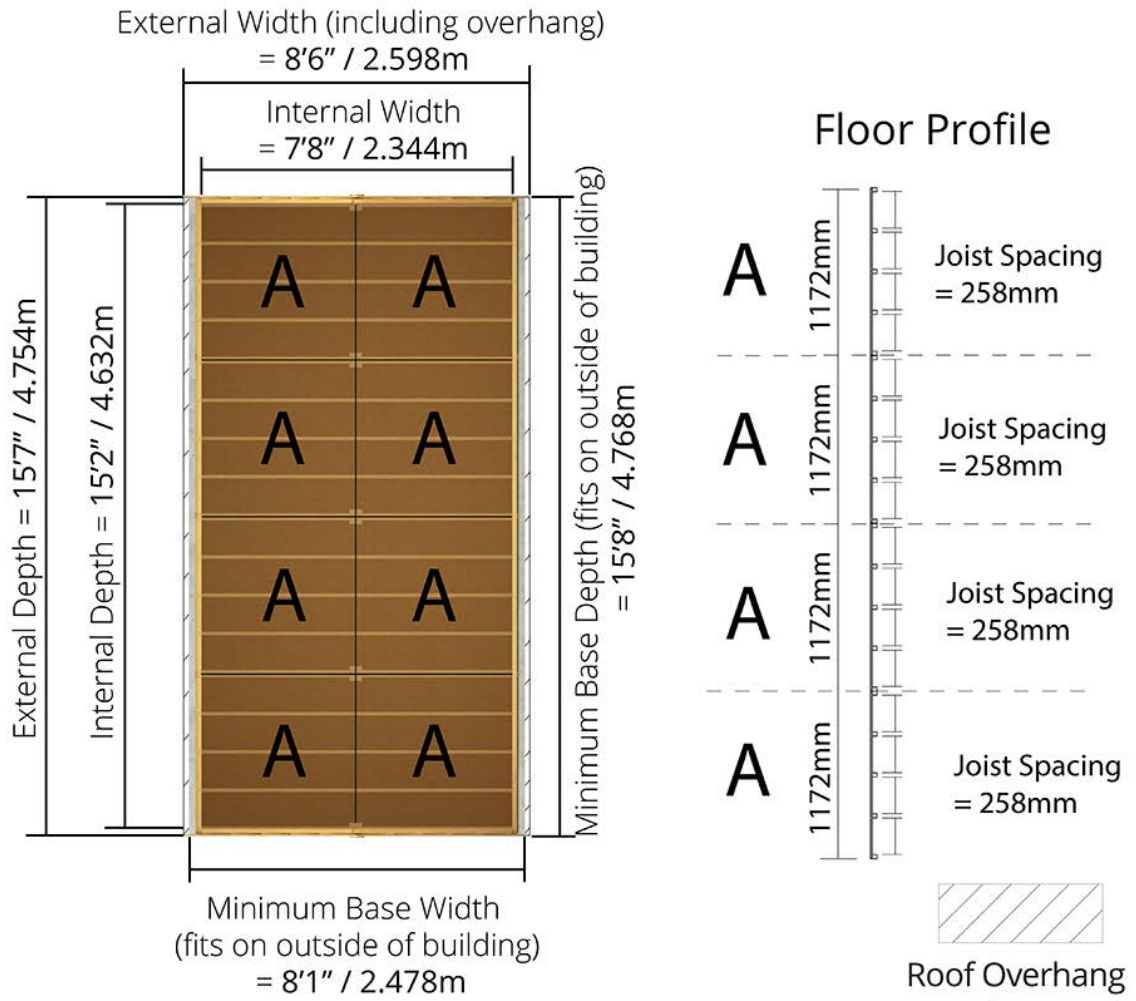 External Width (including overhang)
= 8'6" / 2.598m
Internal Width
= 7'8" / 2.344m
External Depth = 15'7" / 4.754m
Internal Depth = 15'2" / 4.632m
A A
A A
A A
A A
Minimum Base Depth (fits on outside of building)
= 15'8" / 4.768m
Minimum Base Width
(fits on outside of building)
= 8'1" / 2.478m
Floor Profile
A
1172mm
Joist Spacing
= 258mm
A
1172mm
Joist Spacing
= 258mm
A
1172mm
Joist Spacing
= 258mm
A
1172mm
Joist Spacing
= 258mm
Roof Overhang